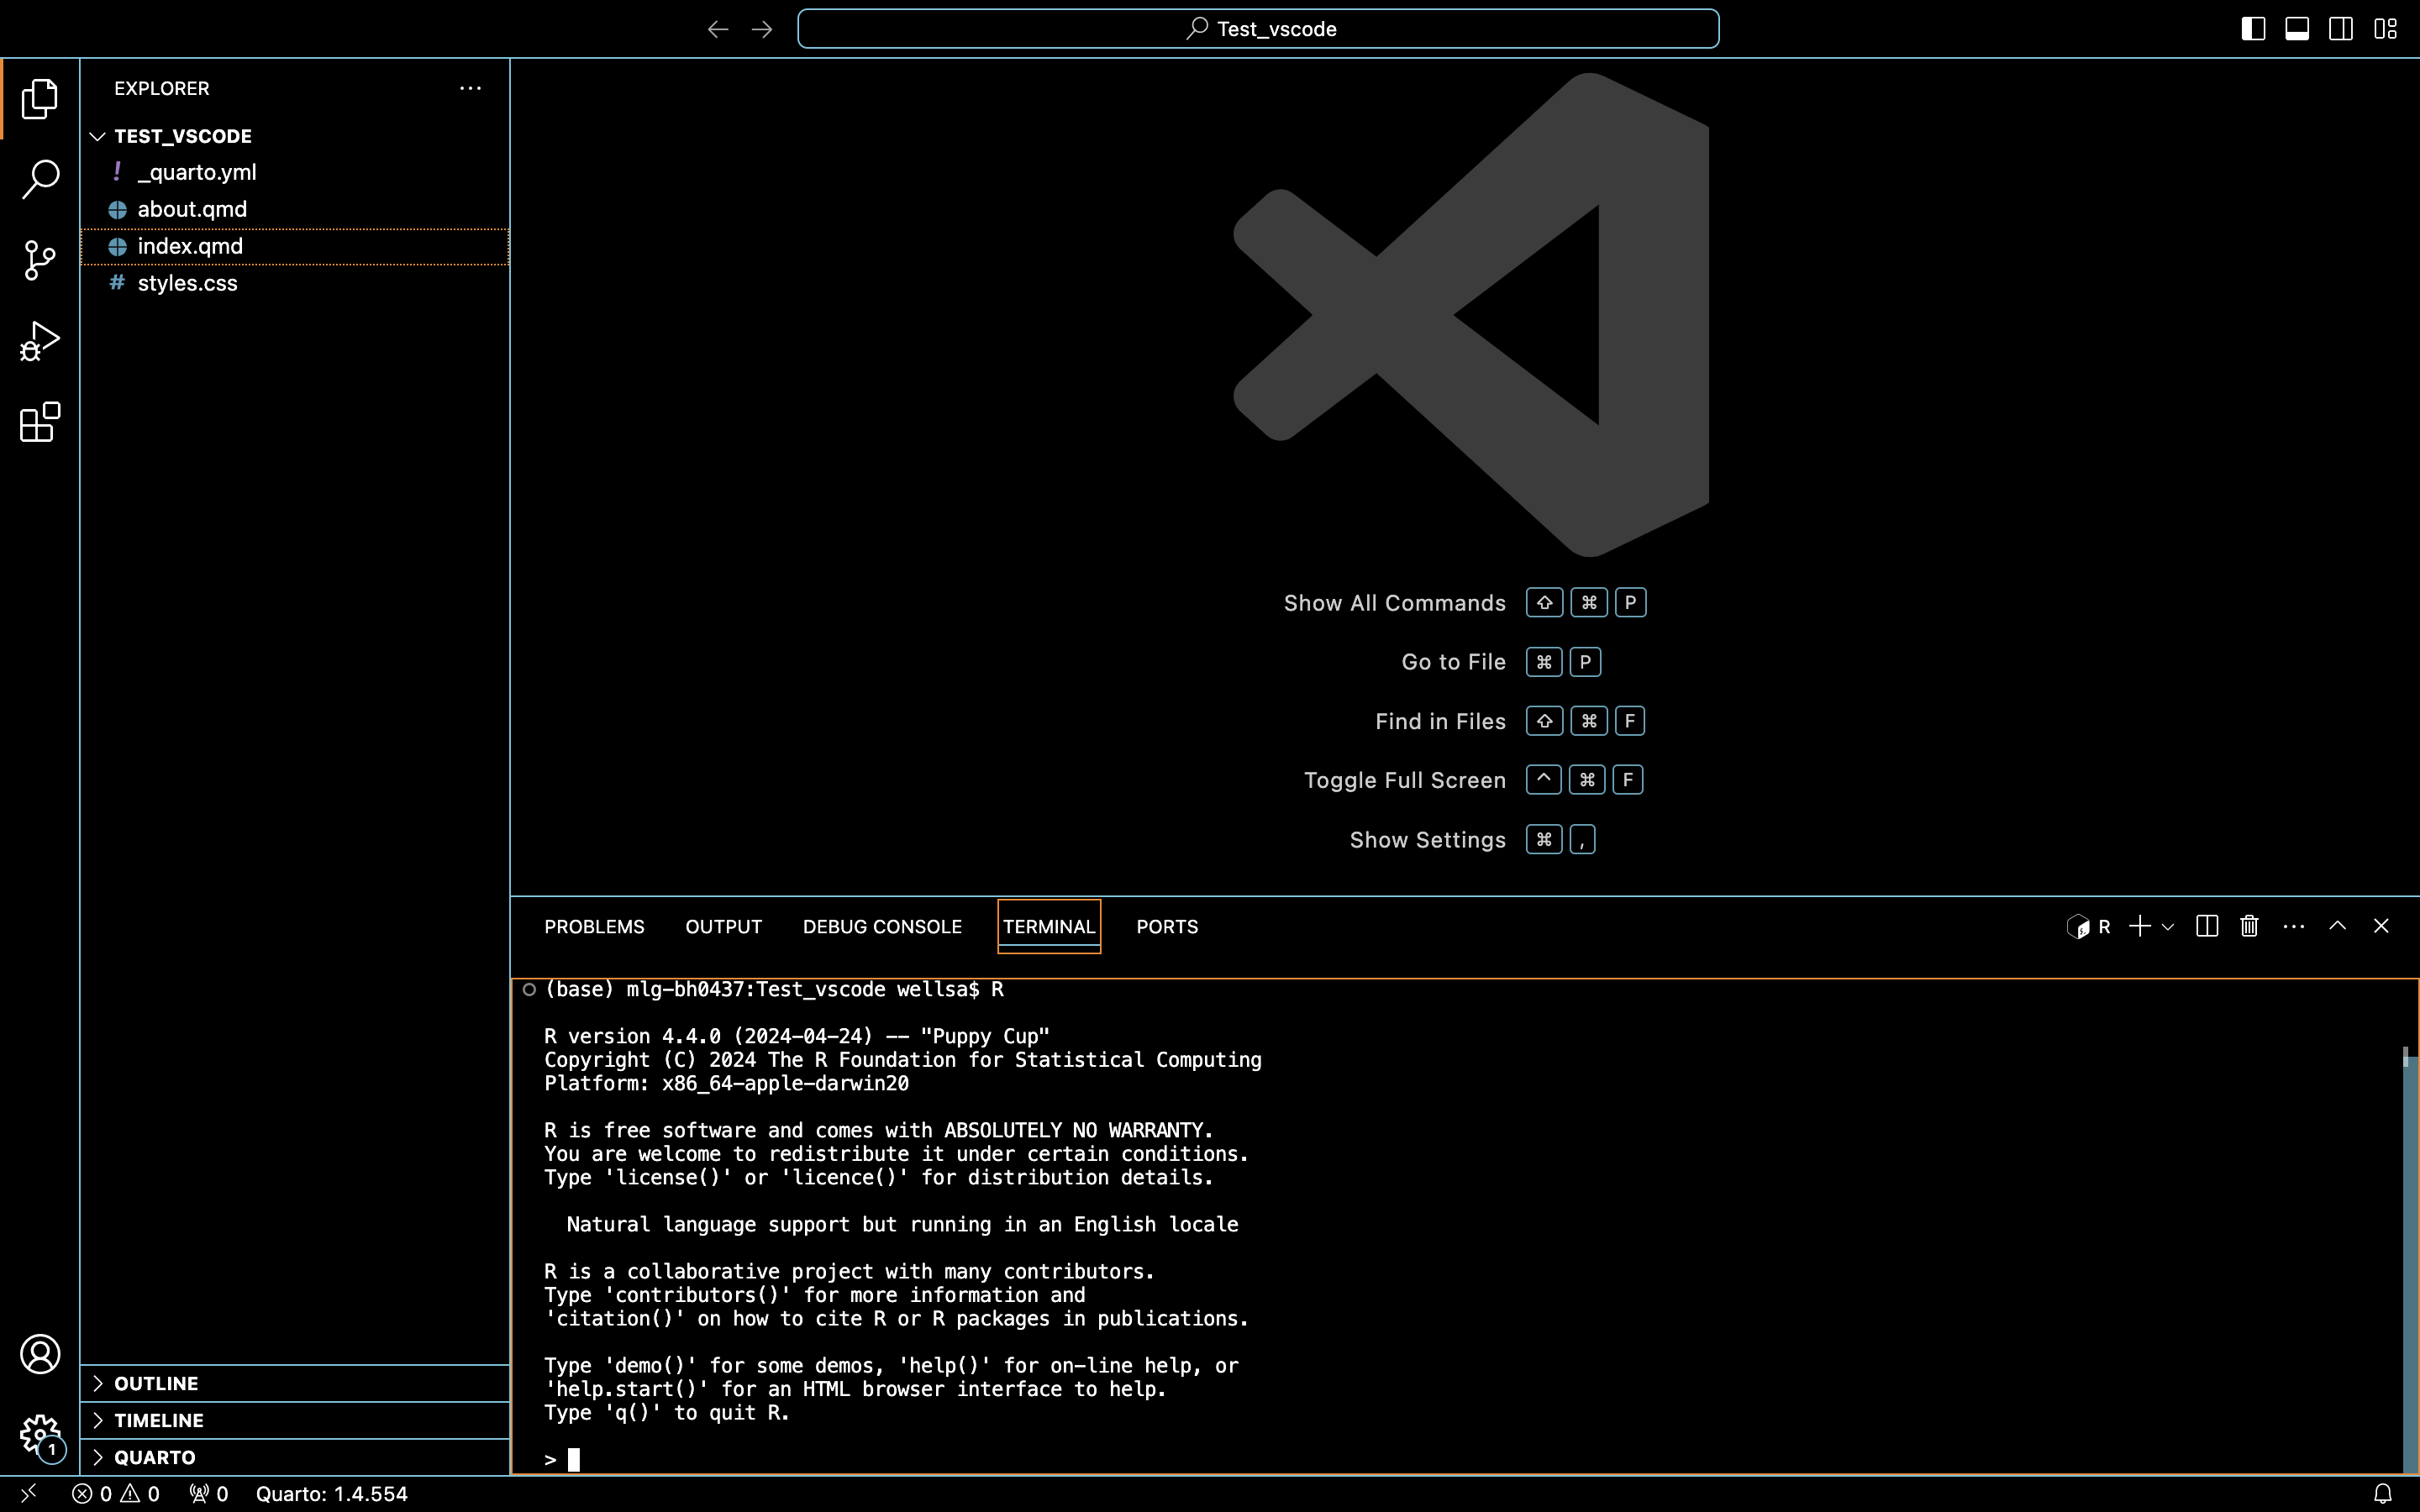 Test_vscode
EXPLORER
TEST_VSCODE
! _quarto.yml
about.qmd
index.qmd
# styles.css
OUTLINE
TIMELINE
QUARTO
Show All Commands ⇧ ⌘ P
Go to File ⌘ P
Find in Files ⇧ ⌘ F
Toggle Full Screen ^ ⌘ F
Show Settings ⌘ ,
PROBLEMS OUTPUT DEBUG CONSOLE TERMINAL PORTS R
(base) mlg-bh0437:Test_vscode wellsa$ R
R version 4.4.0 (2024-04-24) -- "Puppy Cup"
Copyright (C) 2024 The R Foundation for Statistical Computing
Platform: x86_64-apple-darwin20
R is free software and comes with ABSOLUTELY NO WARRANTY.
You are welcome to redistribute it under certain conditions.
Type 'license()' or 'licence()' for distribution details.
Natural language support but running in an English locale
R is a collaborative project with many contributors.
Type 'contributors()' for more information and
'citation()' on how to cite R or R packages in publications.
Type 'demo()' for some demos, 'help()' for on-line help, or
'help.start()' for an HTML browser interface to help.
Type 'q()' to quit R.
>
1
0 0 0 Quarto: 1.4.554